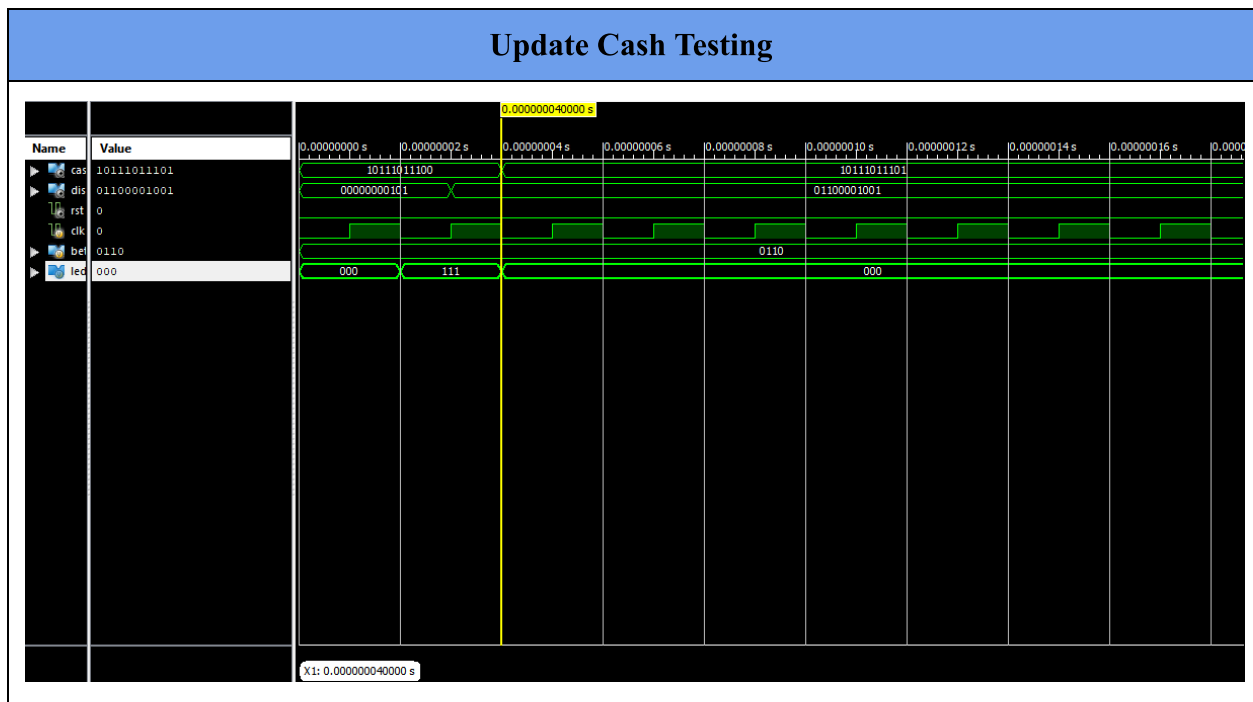 Update Cash Testing
0.000000040000 s
Name Value
0.00000000 s 0.00000002 s 0.00000004 s 0.00000006 s 0.00000008 s 0.00000010 s 0.00000012 s 0.00000014 s 0.00000016 s 0.0000
cas 10111011101 10111011100 10111011101
dis 01100001001 00000000101 01100001001
rst 0
clk 0
bet 0110 0110
led 000 000 111 000
X1: 0.000000040000 s